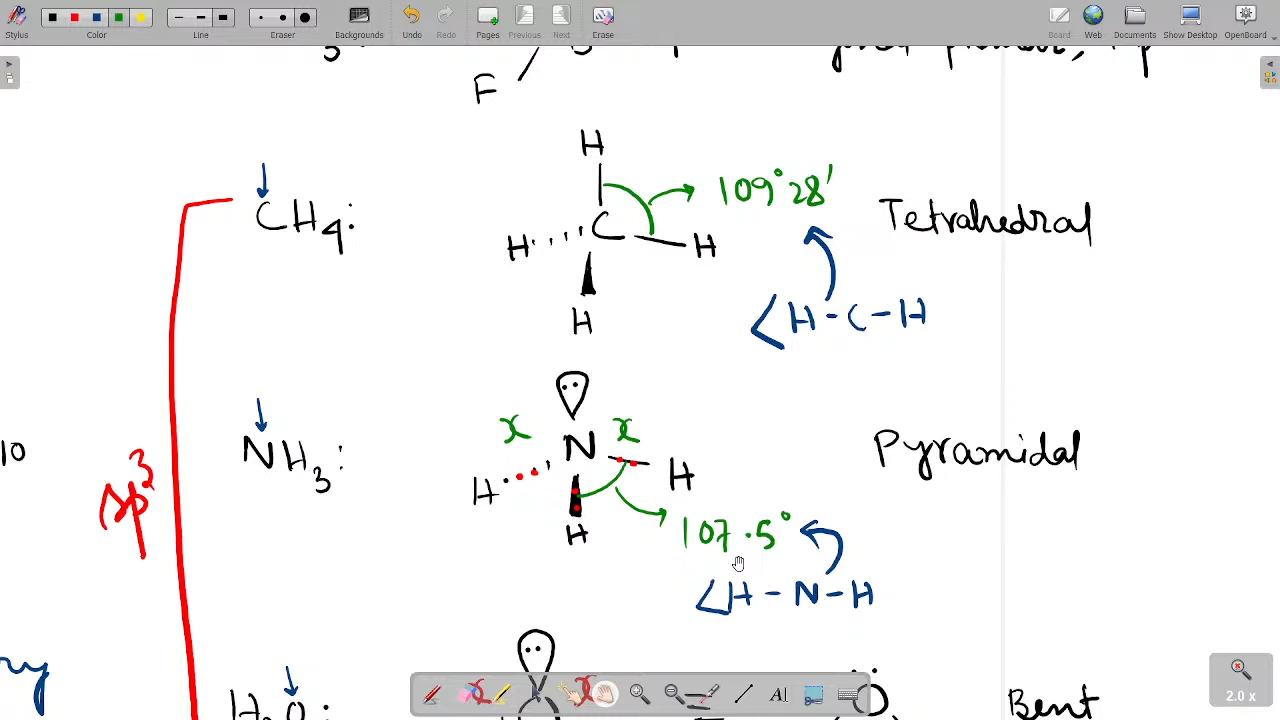 Stylus Color Line Eraser Backgrounds Undo Redo Pages Previous Next Erase Board Web Documents Show Desktop OpenBoard
F
H
CH4: C 109°28' Tetrahedral
H H
H
<H-C-H
x x
NH3: N Pyramidal
10
sp3
H H
H
107.5°
<H-N-H
H2O: Bent
2.0 x